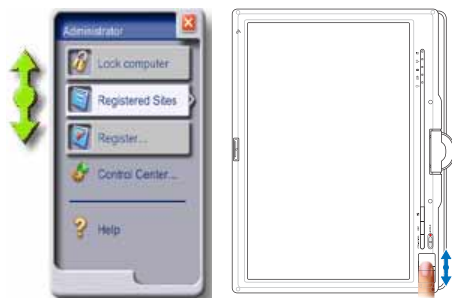 Administrator
Lock computer
Registered Sites
Register...
Control Center...
Help